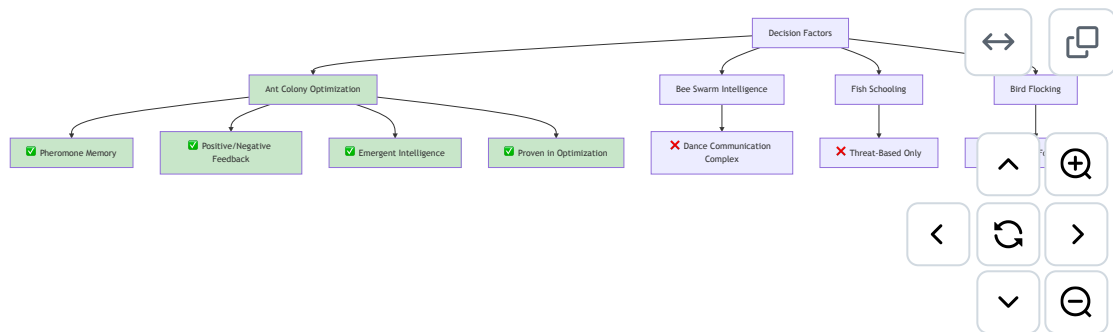 Decision Factors
Ant Colony Optimization
Bee Swarm Intelligence
Fish Schooling
Bird Flocking
✅ Pheromone Memory
✅ Positive/Negative
Feedback
✅ Emergent Intelligence
✅ Proven in Optimization
❌ Dance Communication
Complex
❌ Threat-Based Only